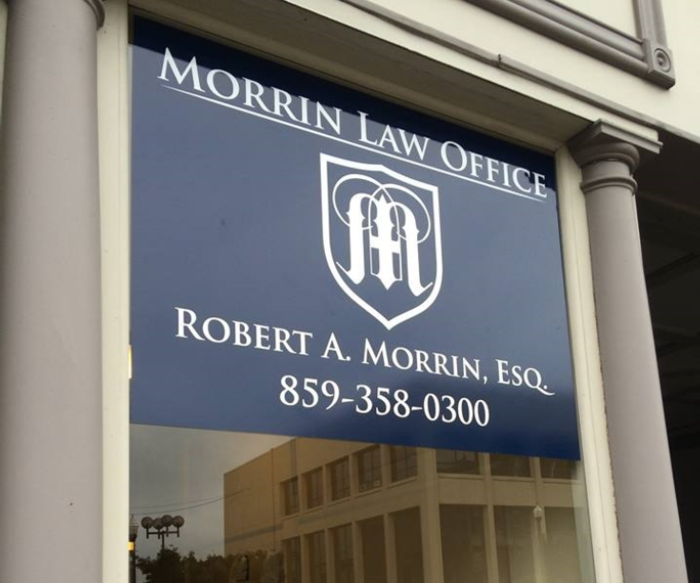 Morrin Law Office
M
Robert A. Morrin, Esq.
859-358-0300